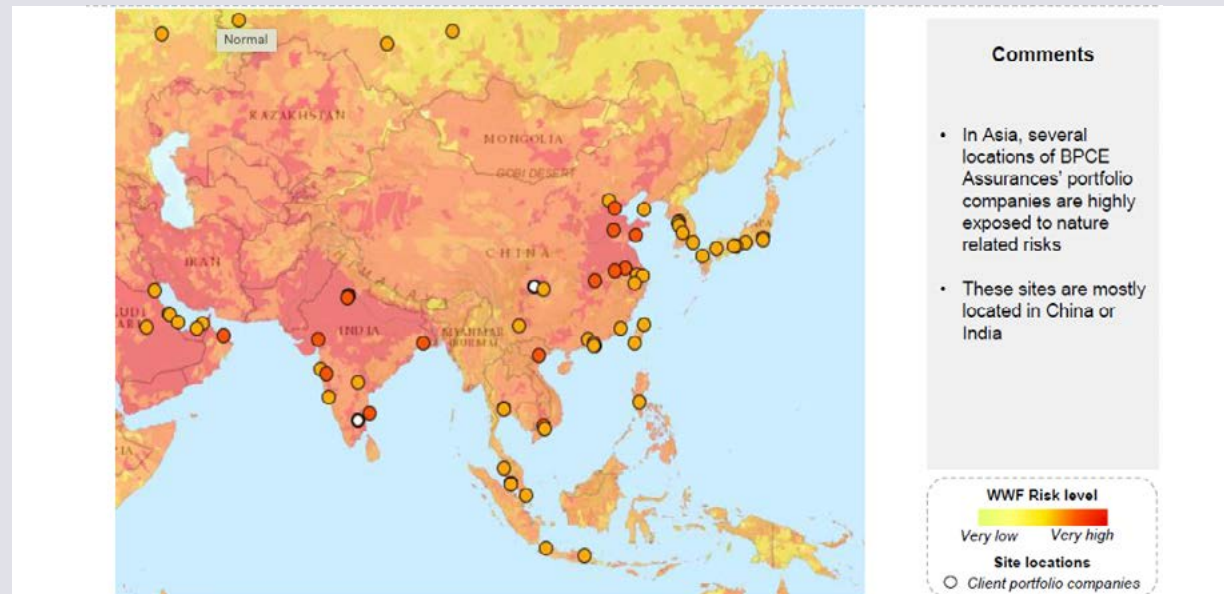 Normal
KAZAKHSTAN
MONGOLIA
GOBI DESERT
CHINA
IRAN
HIMALA
INDIA
MYANMAR
(BURMA)
Comments
• In Asia, several
locations of BPCE
Assurances' portfolio
companies are highly
exposed to nature
related risks
• These sites are mostly
located in China or
India
WWF Risk level
Very low Very high
Site locations
Client portfolio companies